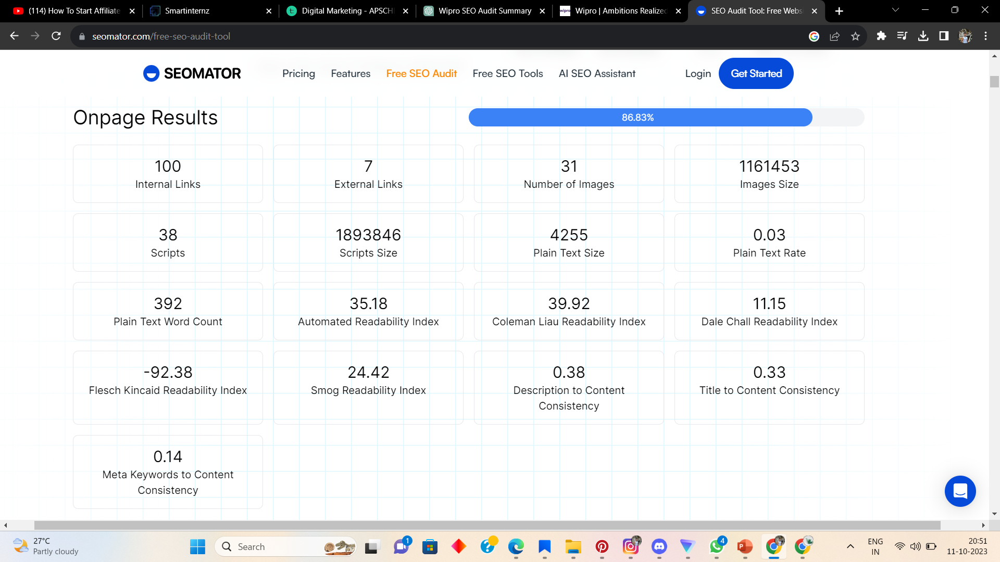 (114) How To Start Affiliate
Smartinternz
Digital Marketing - APSCH
Wipro SEO Audit Summary
Wipro | Ambitions Realized
SEO Audit Tool: Free Webs
seomator.com/free-seo-audit-tool
SEOMATOR
Pricing
Features
Free SEO Audit
Free SEO Tools
AI SEO Assistant
Login
Get Started
Onpage Results
86.83%
100
Internal Links
7
External Links
31
Number of Images
1161453
Images Size
38
Scripts
1893846
Scripts Size
4255
Plain Text Size
0.03
Plain Text Rate
392
Plain Text Word Count
35.18
Automated Readability Index
39.92
Coleman Liau Readability Index
11.15
Dale Chall Readability Index
-92.38
Flesch Kincaid Readability Index
24.42
Smog Readability Index
0.38
Description to Content
Consistency
0.33
Title to Content Consistency
0.14
Meta Keywords to Content
Consistency
27°C
Partly cloudy
Search
1
4
ENG
IN
20:51
11-10-2023